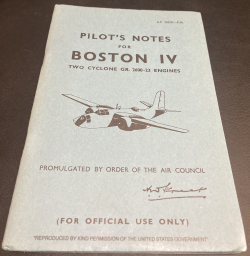 PILOT'S NOTES
FOR
BOSTON IV
TWO CYCLONE GR. 2600-23 ENGINES
PROMULGATED BY ORDER OF THE AIR COUNCIL
(FOR OFFICIAL USE ONLY)
"REPRODUCED BY KIND PERMISSION OF THE UNITED STATES GOVERNMENT"